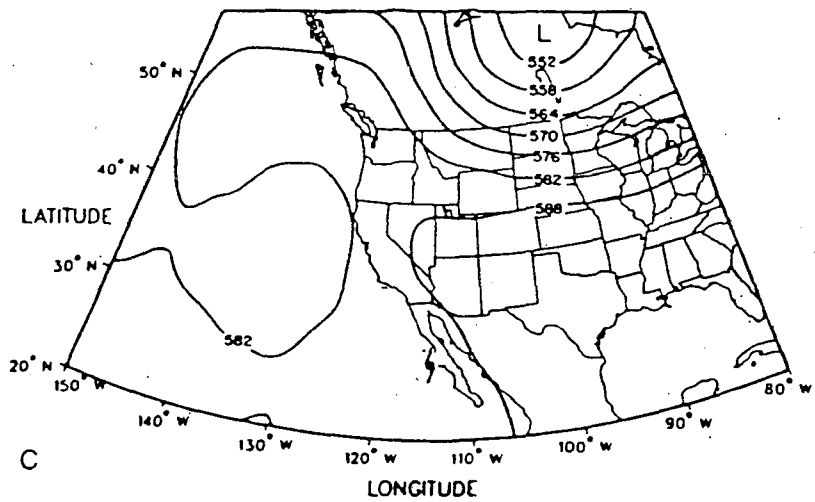 L
552
558
564
570
576
582
588
582
50° N
40° N
LATITUDE
30° N
20° N
150° W
140° W
130° W
120° W
110° W
100° W
90° W
80° W
LONGITUDE
C